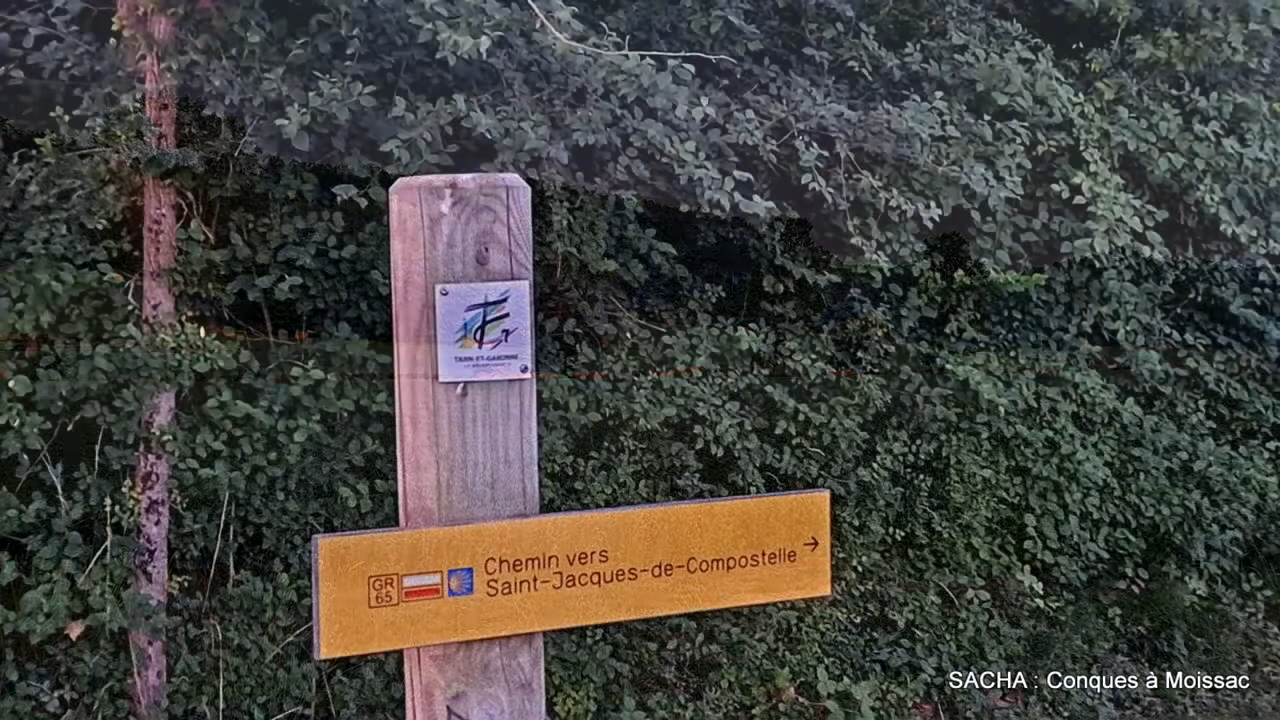 TARN-ET-GARONNE
GR
65
Chemin vers
Saint-Jacques-de-Compostelle →
SACHA : Conques à Moissac